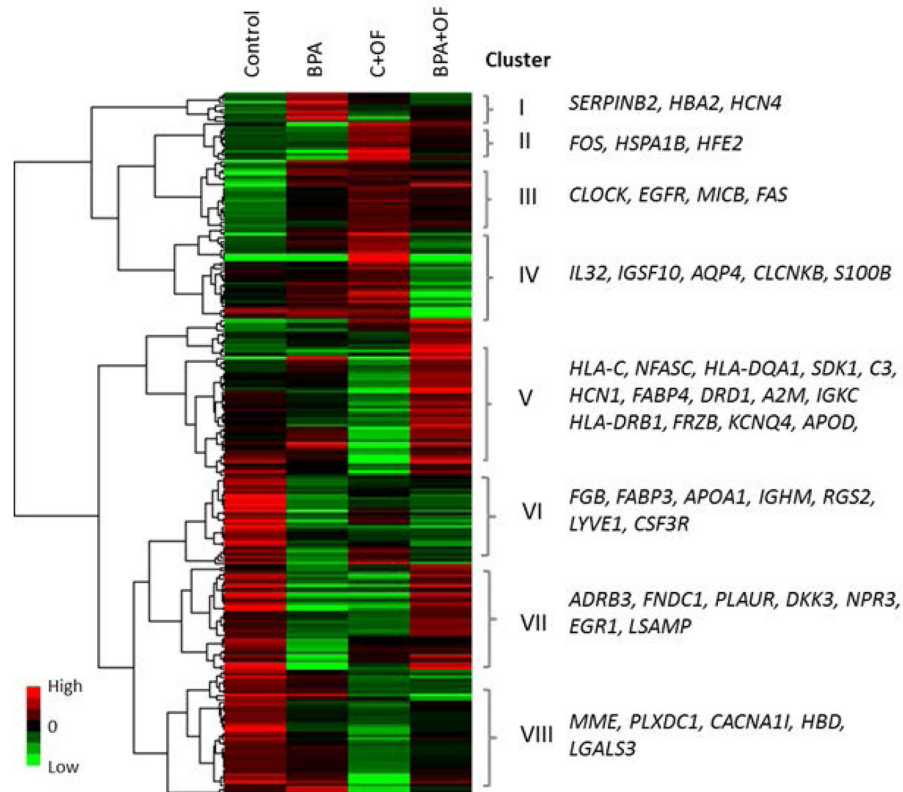 Control
BPA
C+OF
BPA+OF
Cluster
I
SERPINB2, HBA2, HCN4
II
FOS, HSPA1B, HFE2
III
CLOCK, EGFR, MICB, FAS
IV
IL32, IGSF10, AQP4, CLCNKB, S100B
V
HLA-C, NFASC, HLA-DQA1, SDK1, C3,
HCN1, FABP4, DRD1, A2M, IGKC
HLA-DRB1, FRZB, KCNQ4, APOD,
VI
FGB, FABP3, APOA1, IGHM, RGS2,
LYVE1, CSF3R
VII
ADRB3, FNDC1, PLAUR, DKK3, NPR3,
EGR1, LSAMP
VIII
MME, PLXDC1, CACNA1I, HBD,
LGALS3
High
0
Low